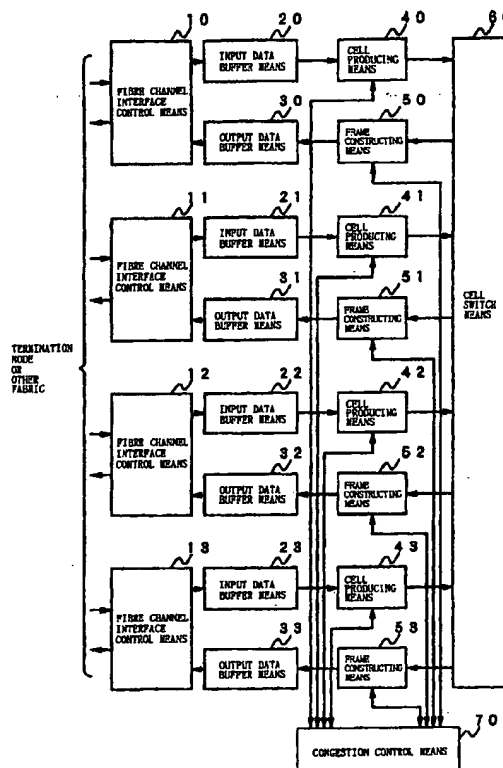 10
20
40
60
FIBRE CHANNEL
INTERFACE
CONTROL MEANS
INPUT DATA
BUFFER MEANS
CELL
PRODUCING
MEANS
30
50
OUTPUT DATA
BUFFER MEANS
FRAME
CONSTRUCTING
MEANS
11
21
41
FIBRE CHANNEL
INTERFACE
CONTROL MEANS
INPUT DATA
BUFFER MEANS
CELL
PRODUCING
MEANS
31
51
OUTPUT DATA
BUFFER MEANS
FRAME
CONSTRUCTING
MEANS
CELL
SWITCH
MEANS
TERMINATION
NODE
OR
OTHER
FABRIC
12
22
42
FIBRE CHANNEL
INTERFACE
CONTROL MEANS
INPUT DATA
BUFFER MEANS
CELL
PRODUCING
MEANS
32
52
OUTPUT DATA
BUFFER MEANS
FRAME
CONSTRUCTING
MEANS
13
23
43
FIBRE CHANNEL
INTERFACE
CONTROL MEANS
INPUT DATA
BUFFER MEANS
CELL
PRODUCING
MEANS
33
53
OUTPUT DATA
BUFFER MEANS
FRAME
CONSTRUCTING
MEANS
70
CONGESTION CONTROL MEANS